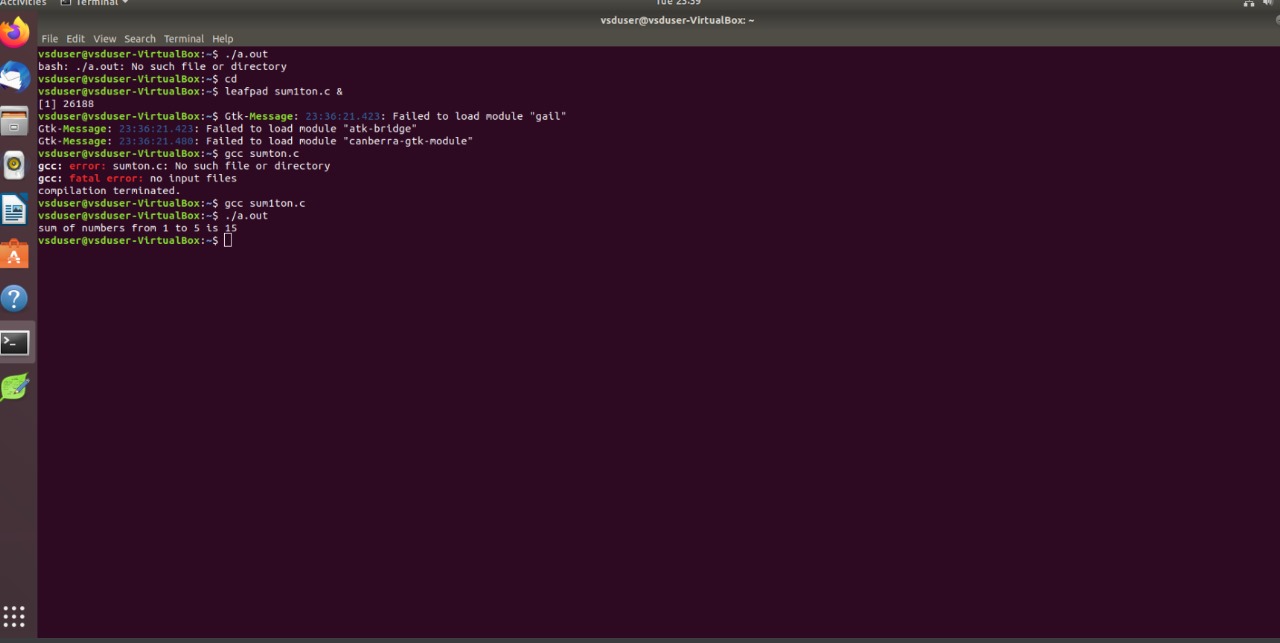 Activities Terminal
Tue 23:39
vsduser@vsduser-VirtualBox: ~
File Edit View Search Terminal Help
vsduser@vsduser-VirtualBox:~$ ./a.out
bash: ./a.out: No such file or directory
vsduser@vsduser-VirtualBox:~$ cd
vsduser@vsduser-VirtualBox:~$ leafpad sum1ton.c &
[1] 26188
vsduser@vsduser-VirtualBox:~$ Gtk-Message: 23:36:21.423: Failed to load module "gail"
Gtk-Message: 23:36:21.423: Failed to load module "atk-bridge"
Gtk-Message: 23:36:21.480: Failed to load module "canberra-gtk-module"
vsduser@vsduser-VirtualBox:~$ gcc sumton.c
gcc: error: sumton.c: No such file or directory
gcc: fatal error: no input files
compilation terminated.
vsduser@vsduser-VirtualBox:~$ gcc sum1ton.c
vsduser@vsduser-VirtualBox:~$ ./a.out
sum of numbers from 1 to 5 is 15
vsduser@vsduser-VirtualBox:~$